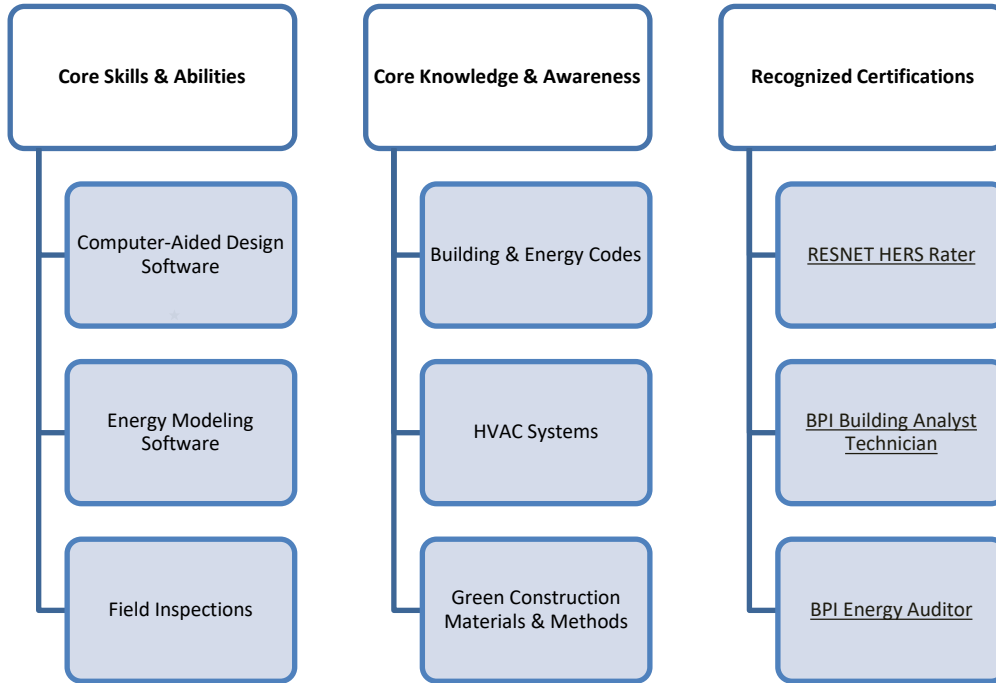 Core Skills & Abilities
Computer-Aided Design
Software
*
Energy Modeling
Software
Field Inspections
Core Knowledge & Awareness
Building & Energy Codes
HVAC Systems
Green Construction
Materials & Methods
Recognized Certifications
RESNET HERS Rater
BPI Building Analyst
Technician
BPI Energy Auditor